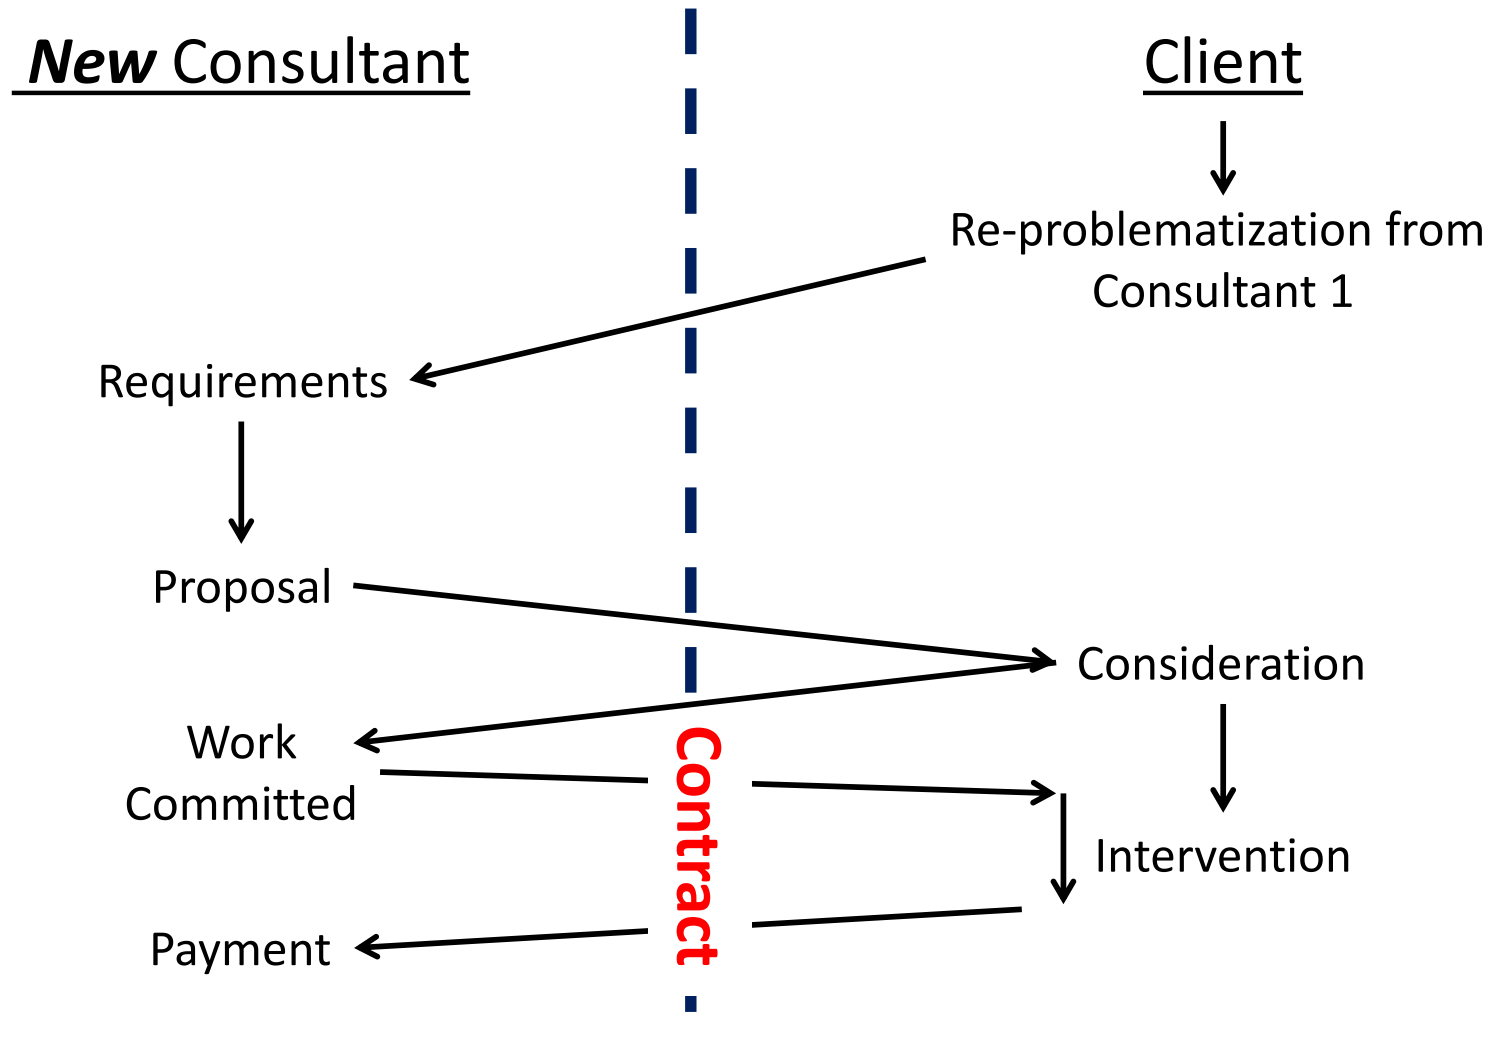 New Consultant
Client
Re-problematization from
Consultant 1
Requirements
Proposal
Consideration
Work
Committed
Contract
Intervention
Payment